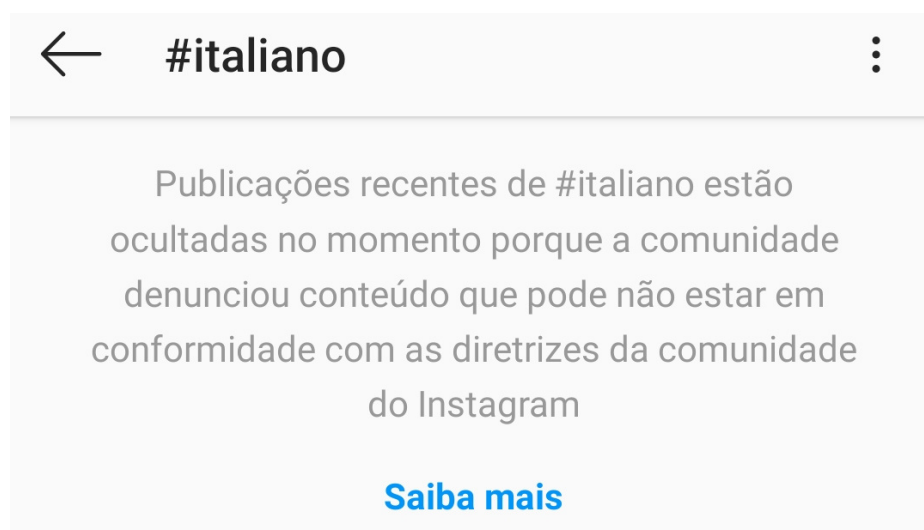 #italiano
Publicações recentes de #italiano estão
ocultadas no momento porque a comunidade
denunciou conteúdo que pode não estar em
conformidade com as diretrizes da comunidade
do Instagram
Saiba mais